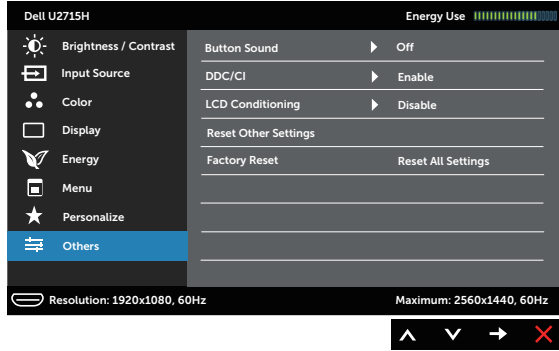 Dell U2715H Energy Use
Brightness / Contrast Button Sound Off
Input Source DDC/CI Enable
Color LCD Conditioning Disable
Display Reset Other Settings
Energy Factory Reset Reset All Settings
Menu
Personalize
Others
Resolution: 1920x1080, 60Hz Maximum: 2560x1440, 60Hz